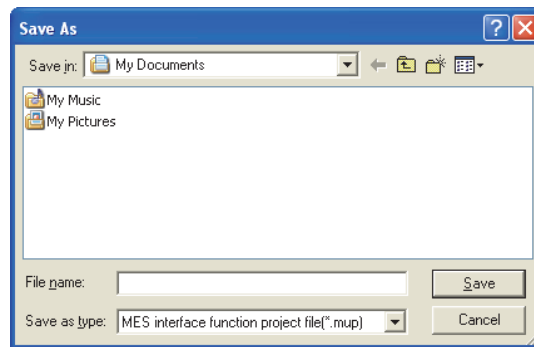 Save As
Save in: My Documents
My Music
My Pictures
File name: Save
Save as type: MES interface function project file(*.mup) Cancel